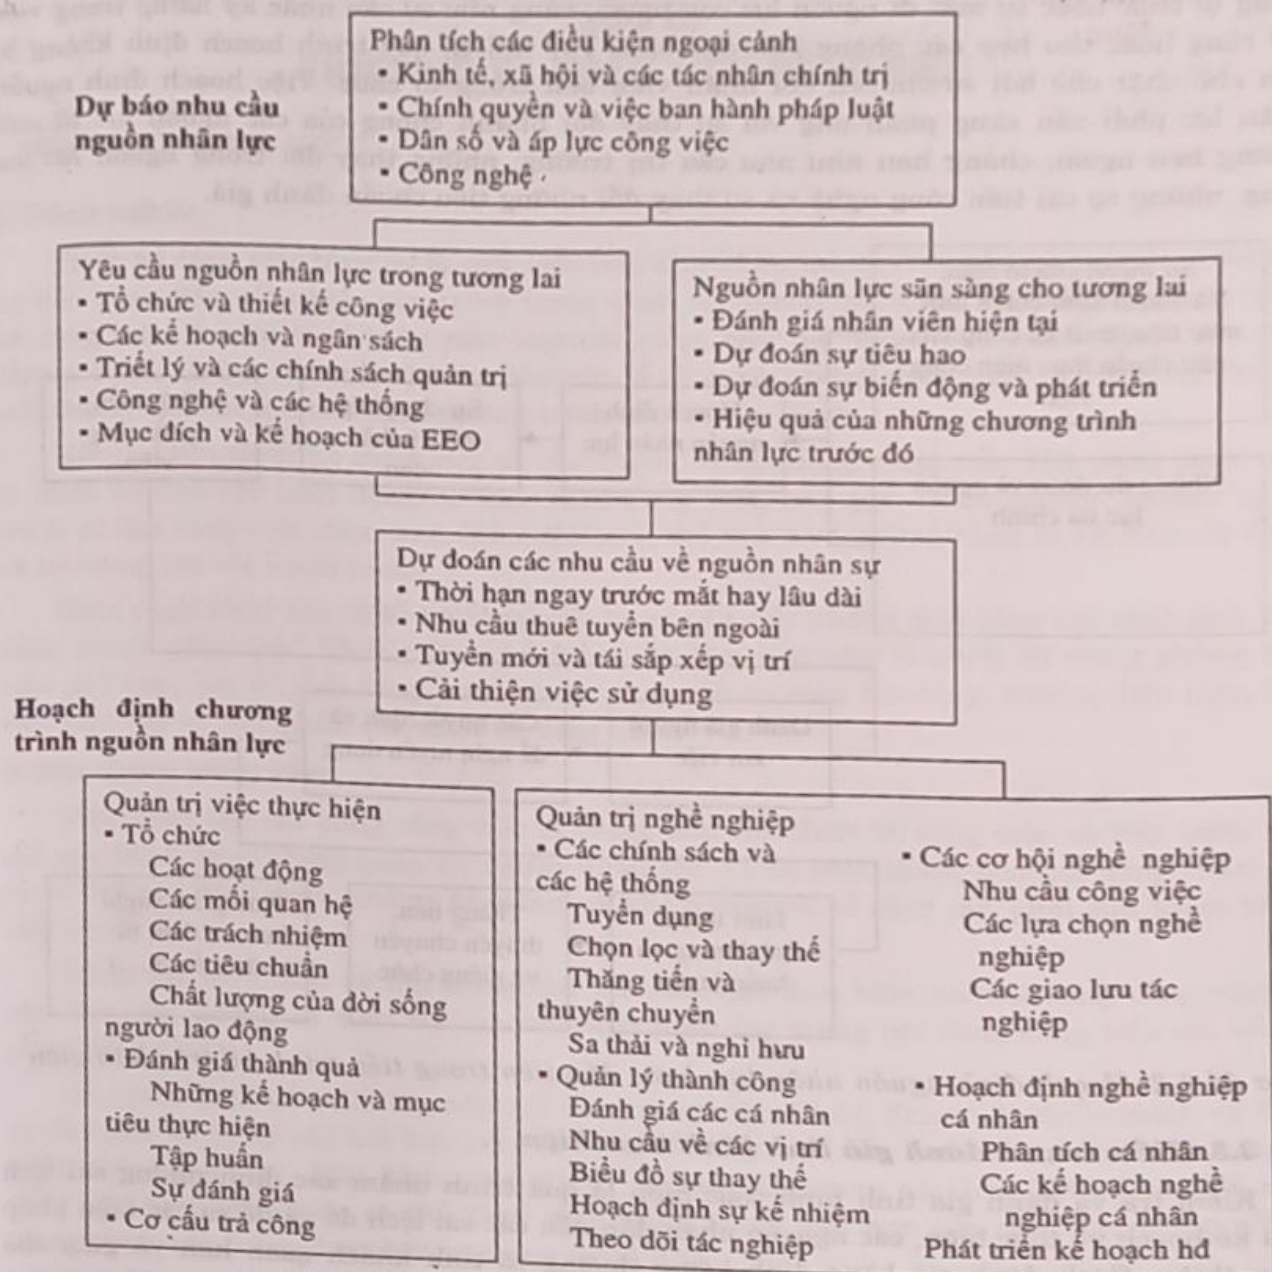 Phân tích các điều kiện ngoại cảnh
• Kinh tế, xã hội và các tác nhân chính trị
• Chính quyền và việc ban hành pháp luật
• Dân số và áp lực công việc
• Công nghệ
Dự báo nhu cầu
nguồn nhân lực
Yêu cầu nguồn nhân lực trong tương lai
• Tổ chức và thiết kế công việc
• Các kế hoạch và ngân sách
• Triết lý và các chính sách quản trị
• Công nghệ và các hệ thống
• Mục đích và kế hoạch của EEO
Nguồn nhân lực sãn sàng cho tương lai
• Đánh giá nhân viên hiện tại
• Dự đoán sự tiêu hao
• Dự đoán sự biến động và phát triển
• Hiệu quả của những chương trình
nhân lực trước đó
Dự đoán các nhu cầu về nguồn nhân sự
• Thời hạn ngay trước mắt hay lâu dài
• Nhu cầu thuê tuyển bên ngoài
• Tuyển mới và tái sắp xếp vị trí
• Cải thiện việc sử dụng
Hoạch định chương
trình nguồn nhân lực
Quản trị việc thực hiện
• Tổ chức
Các hoạt động
Các mối quan hệ
Các trách nhiệm
Các tiêu chuẩn
Chất lượng của đời sống
người lao động
• Đánh giá thành quả
Những kế hoạch và mục
tiêu thực hiện
Tập huấn
Sự đánh giá
• Cơ cấu trả công
Quản trị nghề nghiệp
• Các chính sách và
các hệ thống
Tuyển dụng
Chọn lọc và thay thế
Thăng tiến và
thuyên chuyển
Sa thải và nghỉ hưu
• Quản lý thành công
Đánh giá các cá nhân
Nhu cầu về các vị trí
Biểu đồ sự thay thế
Hoạch định sự kế nhiệm
Theo dõi tác nghiệp
• Các cơ hội nghề nghiệp
Nhu cầu công việc
Các lựa chọn nghề
nghiệp
Các giao lưu tác
nghiệp
• Hoạch định nghề nghiệp
cá nhân
Phân tích cá nhân
Các kế hoạch nghề
nghiệp cá nhân
Phát triển kế hoạch hđ